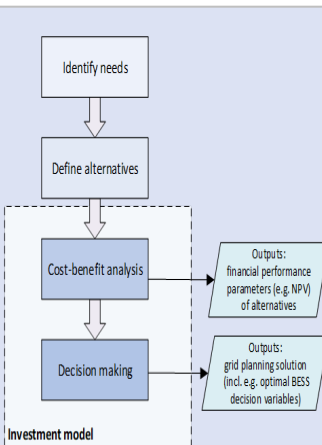 Identify needs
Define alternatives
Cost-benefit analysis
Outputs:
financial performance
parameters (e.g. NPV)
of alternatives
Decision making
Outputs:
grid planning solution
(incl. e.g. optimal BESS
decision variables)
Investment model